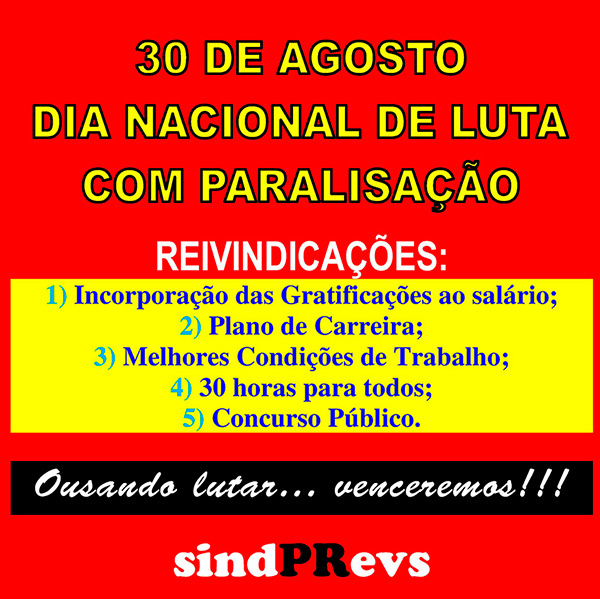 30 DE AGOSTO
DIA NACIONAL DE LUTA
COM PARALISAÇÃO
REIVINDICAÇÕES:
1) Incorporação das Gratificações ao salário;
2) Plano de Carreira;
3) Melhores Condições de Trabalho;
4) 30 horas para todos;
5) Concurso Público.
Ousando lutar... venceremos!!!
sindPRevs